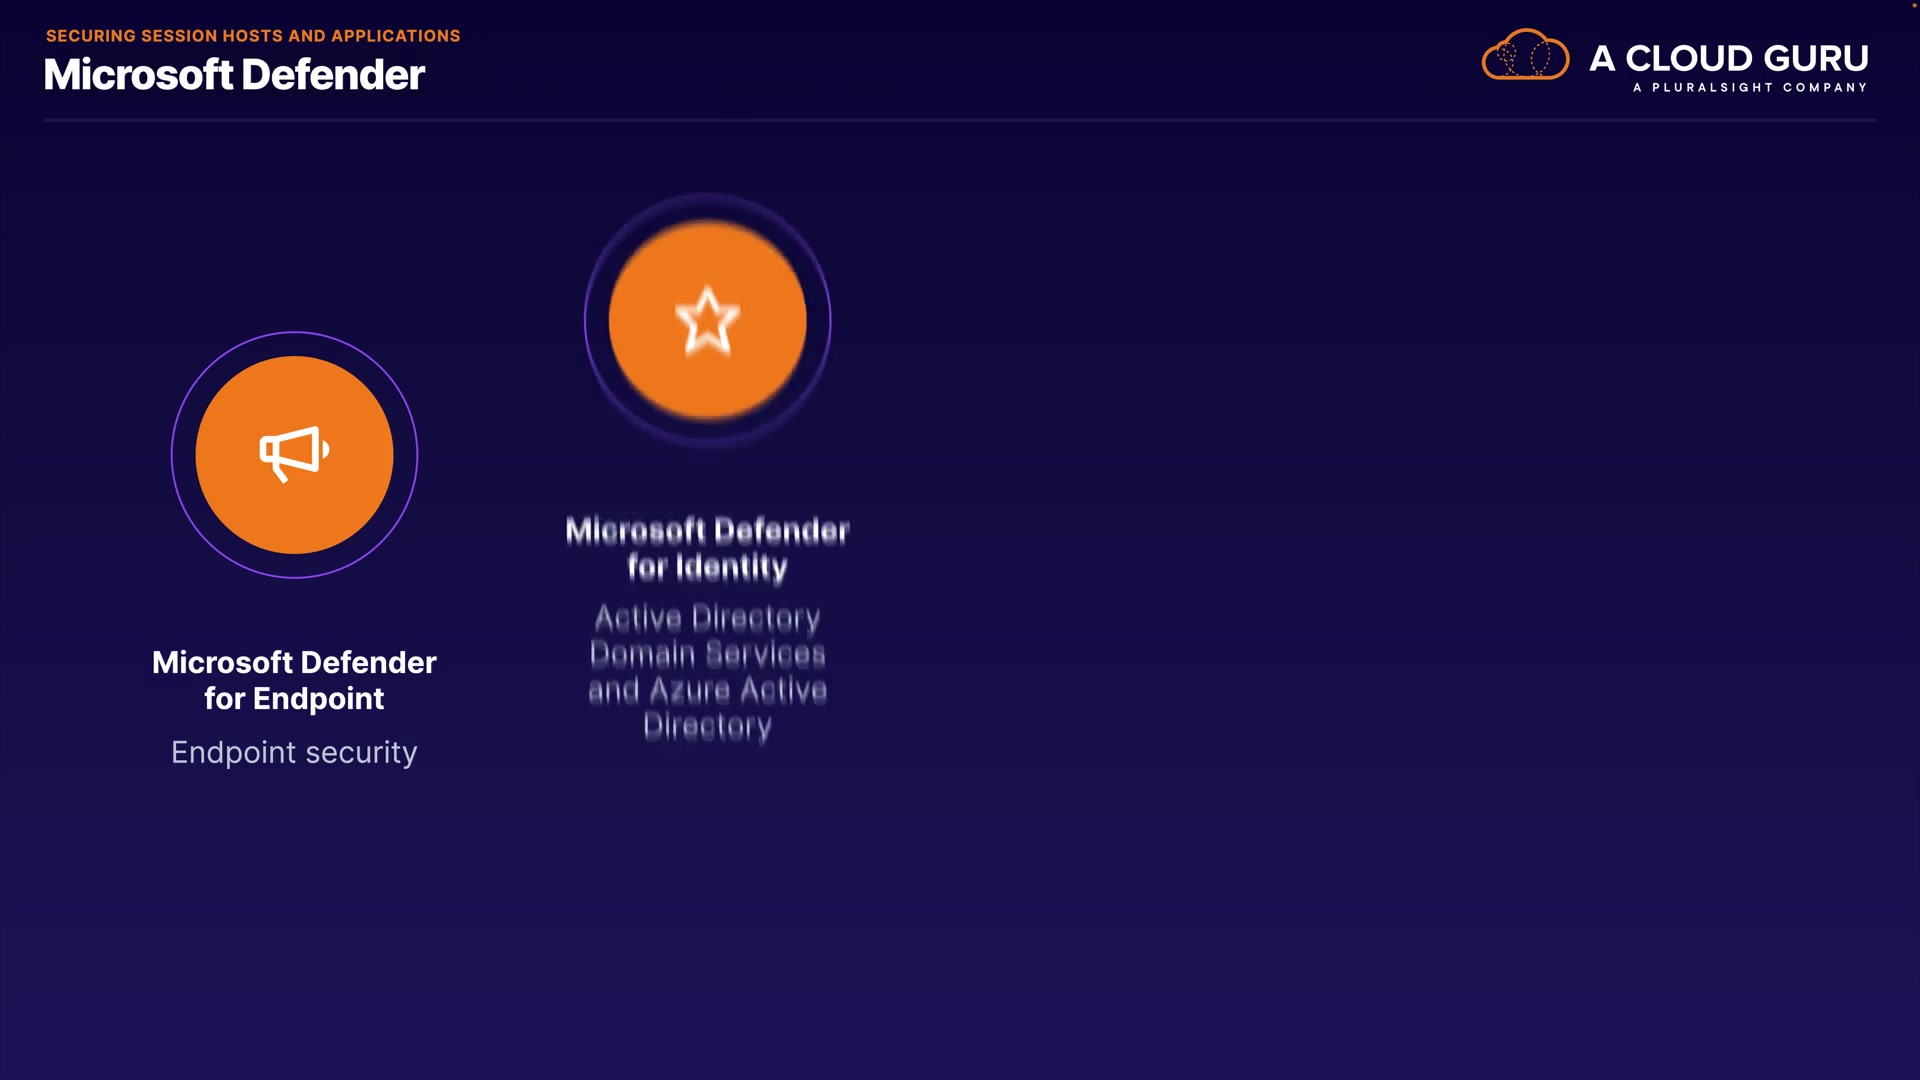 SECURING SESSION HOSTS AND APPLICATIONS
Microsoft Defender
A CLOUD GURU
A PLURALSIGHT COMPANY
Microsoft Defender
for Endpoint
Endpoint security
Microsoft Defender
for Identity
Active Directory
Domain Services
and Azure Active
Directory